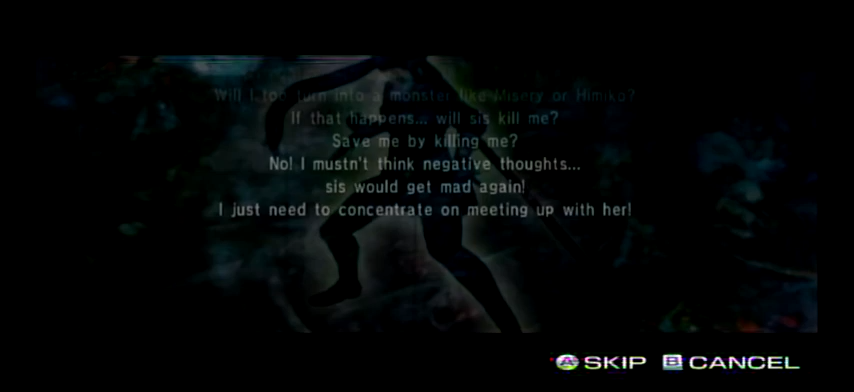 Will I too turn into a monster like Misery or Himiko?
If that happens... will sis kill me?
Save me by killing me?
No! I mustn't think negative thoughts...
sis would get mad again!
I just need to concentrate on meeting up with her!
A SKIP B CANCEL